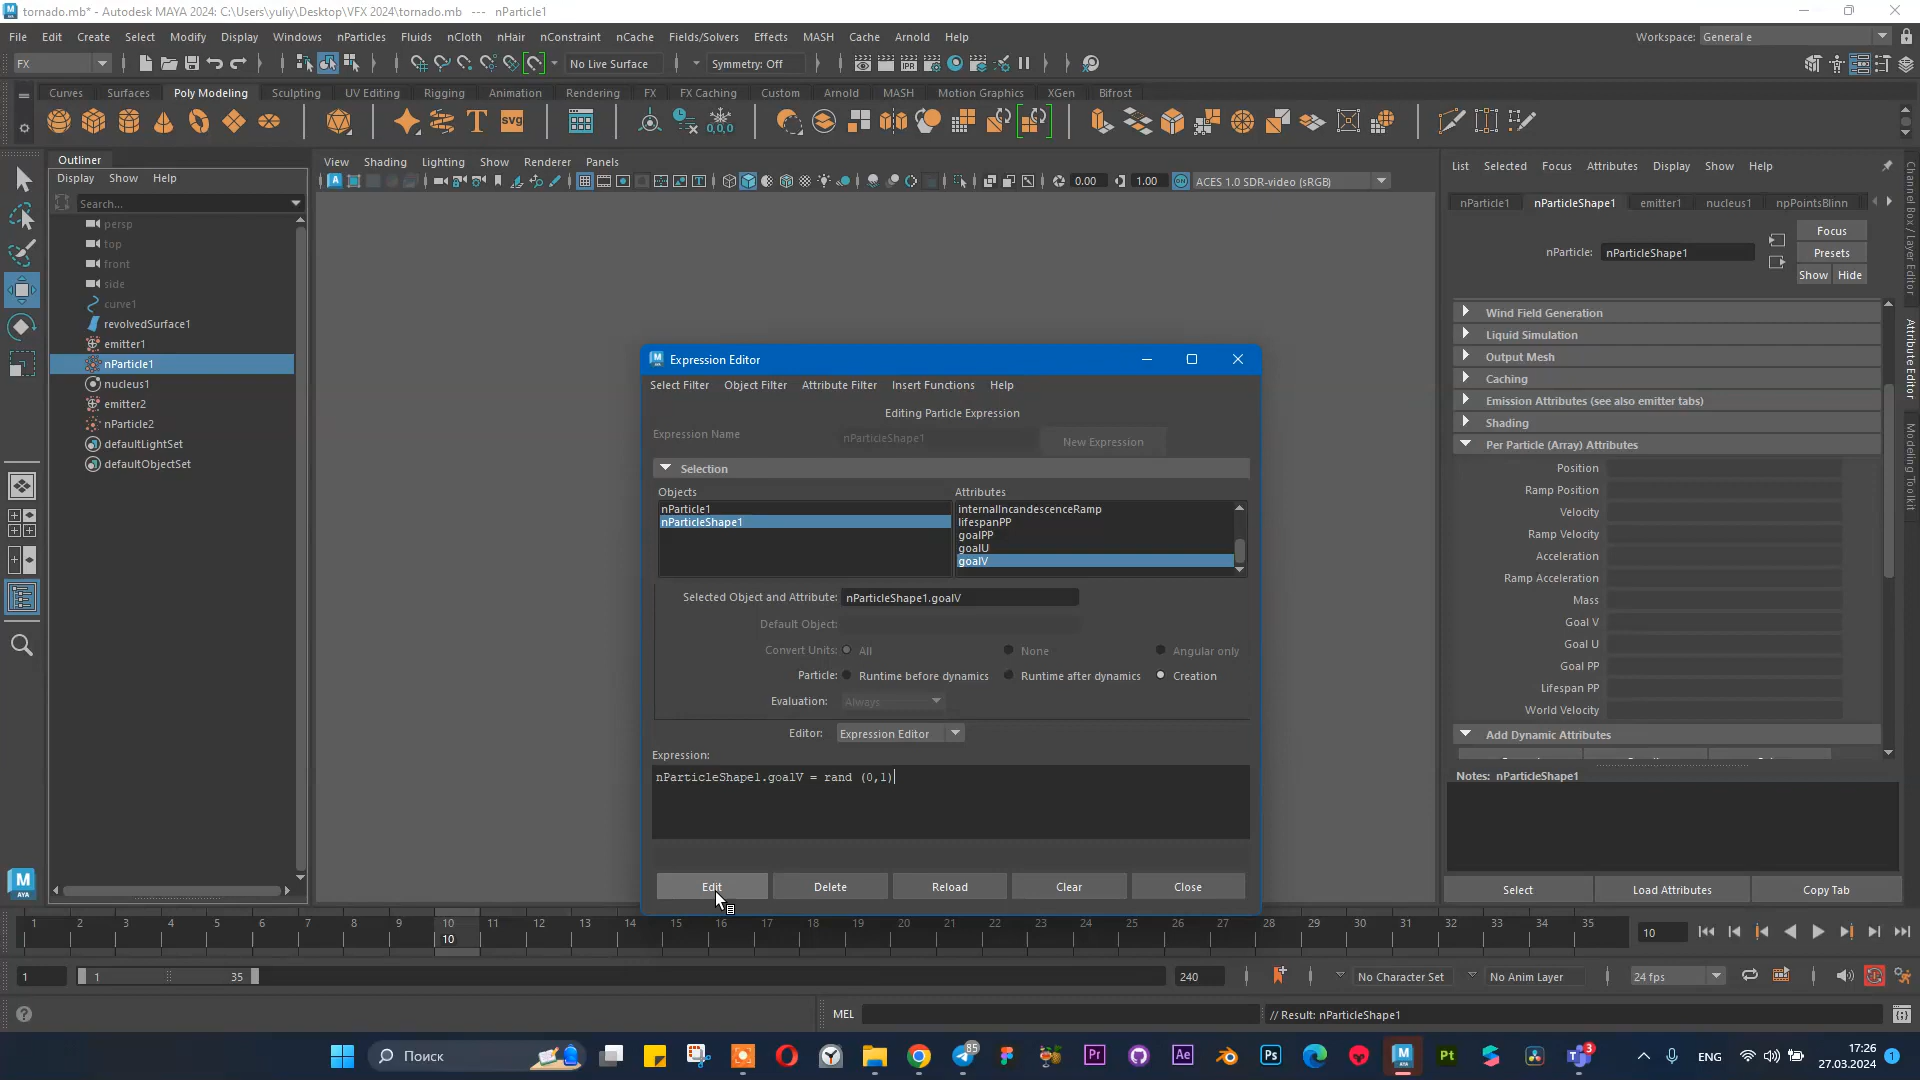 tornado.mb* - Autodesk MAYA 2024: C:\Users\yuliy\Desktop\VFX 2024\tornado.mb --- nParticle1
File Edit Create Select Modify Display Windows nParticles Fluids nCloth nHair nConstraint nCache Fields/Solvers Effects MASH Cache Arnold Help
Workspace: General e
FX
No Live Surface
Symmetry: Off
Curves Surfaces Poly Modeling Sculpting UV Editing Rigging Animation Rendering FX FX Caching Custom Arnold MASH Motion Graphics XGen Bifrost
Outliner
Display Show Help
Search...
persp
top
front
side
curve1
revolvedSurface1
emitter1
nParticle1
nucleus1
emitter2
nParticle2
defaultLightSet
defaultObjectSet
View Shading Lighting Show Renderer Panels
0.00
1.00
ACES 1.0 SDR-video (sRGB)
Expression Editor
Select Filter Object Filter Attribute Filter Insert Functions Help
Editing Particle Expression
Expression Name
nParticleShape1
New Expression
Selection
Objects
nParticle1
nParticleShape1
Attributes
internalIncandescenceRamp
lifespanPP
goalPP
goalU
goalV
Selected Object and Attribute: nParticleShape1.goalV
Default Object:
Convert Units: All None Angular only
Particle: Runtime before dynamics Runtime after dynamics Creation
Evaluation: Always
Editor: Expression Editor
Expression:
nParticleShape1.goalV = rand (0,1)
Edit Delete Reload Clear Close
List Selected Focus Attributes Display Show Help
nParticle1 nParticleShape1 emitter1 nucleus1 npPointsBlinn
nParticle: nParticleShape1
Focus
Presets
Show Hide
Wind Field Generation
Liquid Simulation
Output Mesh
Caching
Emission Attributes (see also emitter tabs)
Shading
Per Particle (Array) Attributes
Position
Ramp Position
Velocity
Ramp Velocity
Acceleration
Ramp Acceleration
Mass
Goal V
Goal U
Goal PP
Lifespan PP
World Velocity
Add Dynamic Attributes
Notes: nParticleShape1
Select Load Attributes Copy Tab
Channel Box / Layer Editor
Attribute Editor
Modeling Toolkit
1 2 3 4 5 6 7 8 9 10 11 12 13 14 15 16 17 18 19 20 21 22 23 24 25 26 27 28 29 30 31 32 33 34 35
10
10
1 1 35 240
No Character Set
No Anim Layer
24 fps
MEL
// Result: nParticleShape1
Поиск
85
3
ENG
17:26
27.03.2024
1